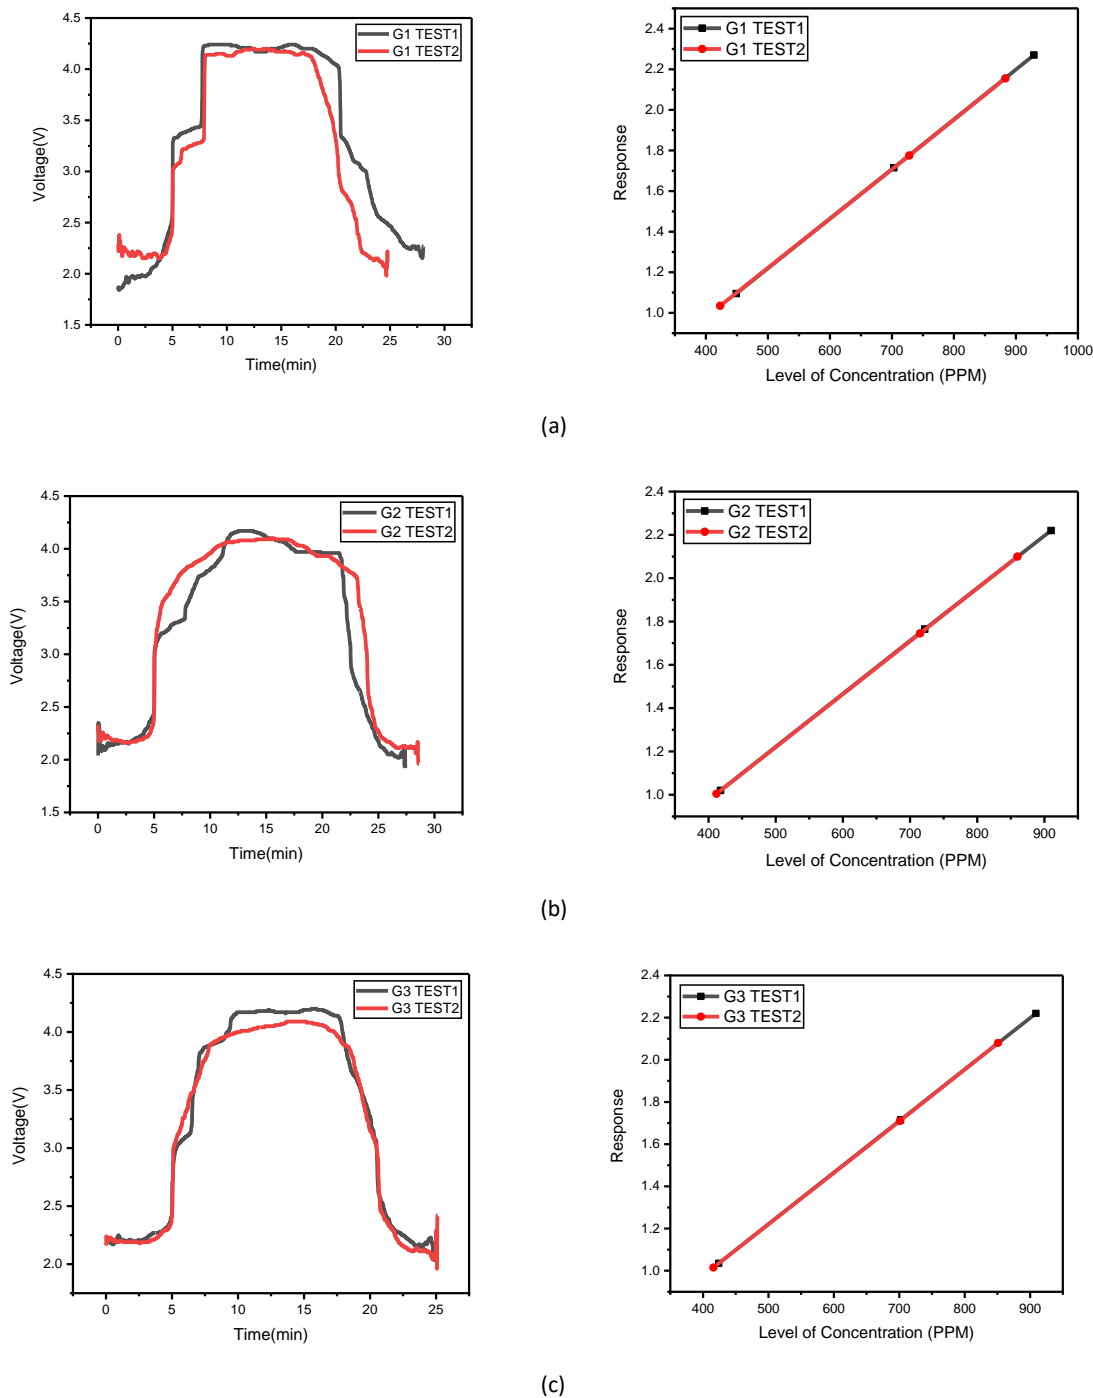 4.5
4.0
3.5
3.0
2.5
2.0
1.5
Voltage(V)
G1 TEST1
G1 TEST2
0 5 10 15 20 25 30
Time(min)
2.4
2.2
2.0
1.8
1.6
1.4
1.2
1.0
Response
G1 TEST1
G1 TEST2
400 500 600 700 800 900 1000
Level of Concentration (PPM)
(a)
4.5
4.0
3.5
3.0
2.5
2.0
1.5
Voltage(V)
G2 TEST1
G2 TEST2
0 5 10 15 20 25 30
Time(min)
2.4
2.2
2.0
1.8
1.6
1.4
1.2
1.0
Response
G2 TEST1
G2 TEST2
400 500 600 700 800 900
Level of Concentration (PPM)
(b)
4.5
4.0
3.5
3.0
2.5
2.0
Voltage(V)
G3 TEST1
G3 TEST2
0 5 10 15 20 25
Time(min)
2.4
2.2
2.0
1.8
1.6
1.4
1.2
1.0
Response
G3 TEST1
G3 TEST2
400 500 600 700 800 900
Level of Concentration (PPM)
(c)